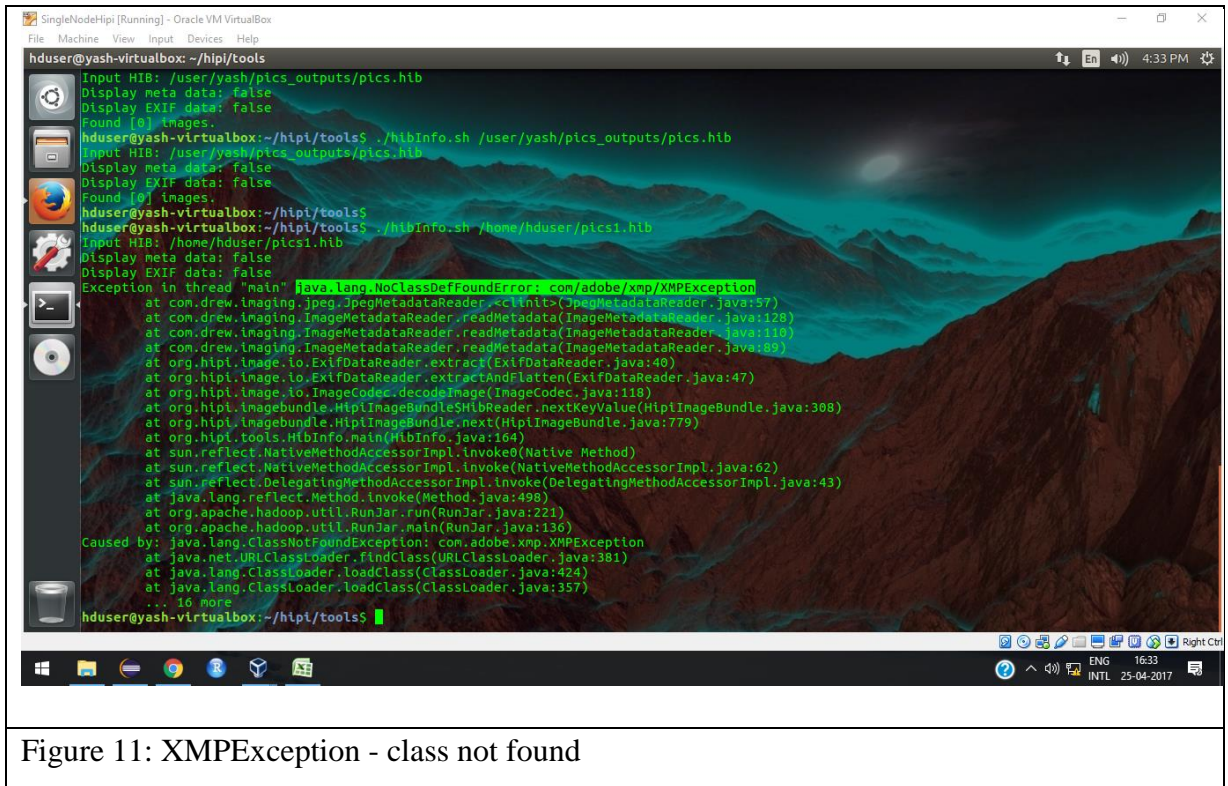 SingleNodeHipi [Running] - Oracle VM VirtualBox
File Machine View Input Devices Help
hduser@yash-virtualbox: ~/hipi/tools
En 4:33 PM
Input HIB: /user/yash/pics_outputs/pics.hib
Display meta data: false
Display EXIF data: false
Found [0] images.
hduser@yash-virtualbox:~/hipi/tools$ ./hibInfo.sh /user/yash/pics_outputs/pics.hib
Input HIB: /user/yash/pics_outputs/pics.hib
Display meta data: false
Display EXIF data: false
Found [0] images.
hduser@yash-virtualbox:~/hipi/tools$
hduser@yash-virtualbox:~/hipi/tools$ ./hibInfo.sh /home/hduser/pics1.hib
Input HIB: /home/hduser/pics1.hib
Display meta data: false
Display EXIF data: false
Exception in thread "main" java.lang.NoClassDefFoundError: com/adobe/xmp/XMPException
at com.drew.imaging.jpeg.JpegMetadataReader.<clinit>(JpegMetadataReader.java:57)
at com.drew.imaging.ImageMetadataReader.readMetadata(ImageMetadataReader.java:128)
at com.drew.imaging.ImageMetadataReader.readMetadata(ImageMetadataReader.java:110)
at com.drew.imaging.ImageMetadataReader.readMetadata(ImageMetadataReader.java:89)
at org.hipi.image.io.ExifDataReader.extract(ExifDataReader.java:40)
at org.hipi.image.io.ExifDataReader.extractAndFlatten(ExifDataReader.java:47)
at org.hipi.image.io.ImageCodec.decodeImage(ImageCodec.java:118)
at org.hipi.imagebundle.HipiImageBundle$HibReader.nextKeyValue(HipiImageBundle.java:308)
at org.hipi.imagebundle.HipiImageBundle.next(HipiImageBundle.java:779)
at org.hipi.tools.HibInfo.main(HibInfo.java:164)
at sun.reflect.NativeMethodAccessorImpl.invoke0(Native Method)
at sun.reflect.NativeMethodAccessorImpl.invoke(NativeMethodAccessorImpl.java:62)
at sun.reflect.DelegatingMethodAccessorImpl.invoke(DelegatingMethodAccessorImpl.java:43)
at java.lang.reflect.Method.invoke(Method.java:498)
at org.apache.hadoop.util.RunJar.run(RunJar.java:221)
at org.apache.hadoop.util.RunJar.main(RunJar.java:136)
Caused by: java.lang.ClassNotFoundException: com.adobe.xmp.XMPException
at java.net.URLClassLoader.findClass(URLClassLoader.java:381)
at java.lang.ClassLoader.loadClass(ClassLoader.java:424)
at java.lang.ClassLoader.loadClass(ClassLoader.java:357)
... 16 more
hduser@yash-virtualbox:~/hipi/tools$
Right Ctrl
ENG 16:33
INTL 25-04-2017
Figure 11: XMPException - class not found